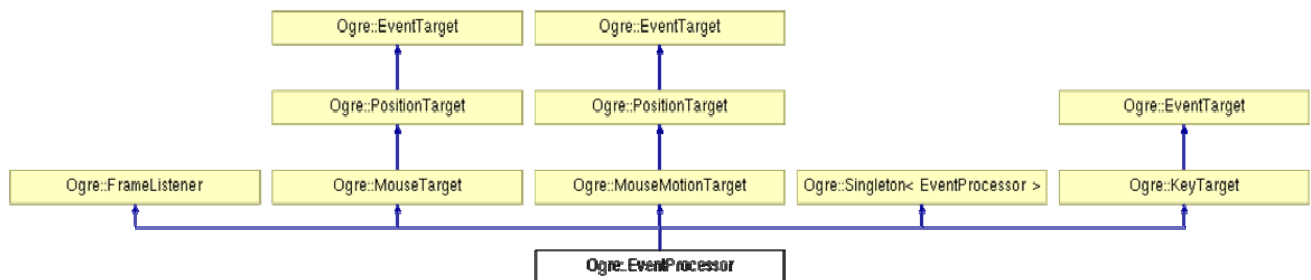 Ogre::EventTarget
Ogre::EventTarget
Ogre::PositionTarget
Ogre::PositionTarget
Ogre::EventTarget
Ogre::FrameListener
Ogre::MouseTarget
Ogre::MouseMotionTarget
Ogre::Singleton< EventProcessor >
Ogre::KeyTarget
Ogre::EventProcessor